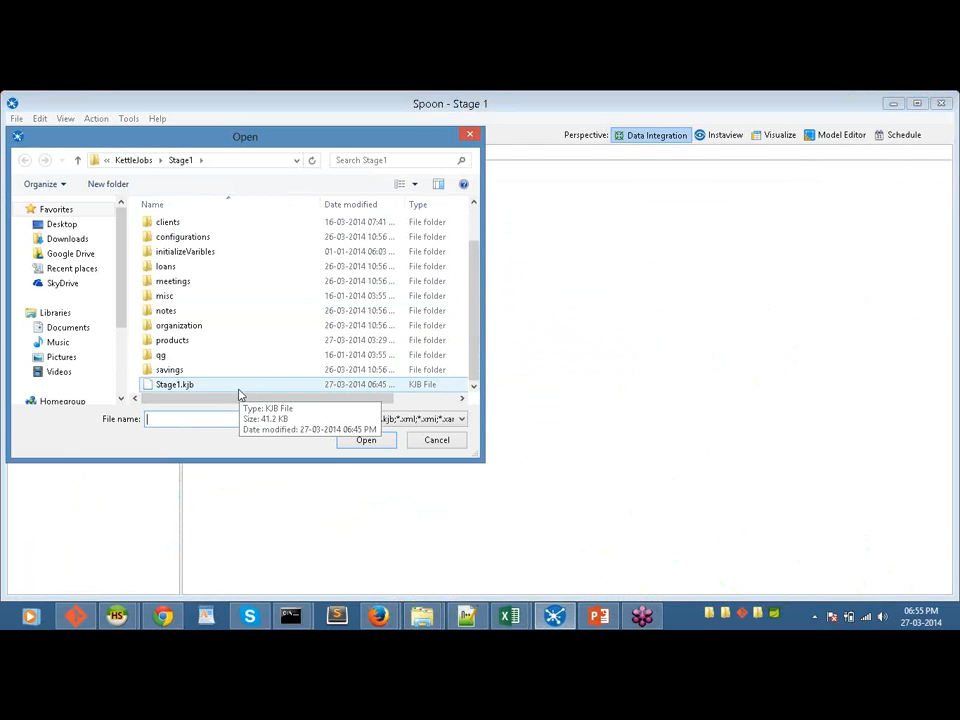 Spoon - Stage 1
File Edit View Action Tools Help
Open
Perspective: Data Integration Instaview Visualize Model Editor Schedule
« KettleJobs Stage1 Search Stage1
Organize New folder
Name Date modified Type
Favorites
Desktop
Downloads
Google Drive
Recent places
SkyDrive
Libraries
Documents
Music
Pictures
Videos
Homegroup
clients 16-03-2014 07:41 ... File folder
configurations 26-03-2014 10:56 ... File folder
initializeVaribles 01-01-2014 06:03 ... File folder
loans 26-03-2014 10:56 ... File folder
meetings 26-03-2014 10:56 ... File folder
misc 16-01-2014 03:55 ... File folder
notes 26-03-2014 10:56 ... File folder
organization 26-03-2014 10:56 ... File folder
products 27-03-2014 03:29 ... File folder
qg 16-01-2014 03:55 ... File folder
savings 26-03-2014 10:56 ... File folder
Stage1.kjb 27-03-2014 06:45 ... KJB File
Type: KJB File
Size: 41.2 KB
Date modified: 27-03-2014 06:45 PM
File name: .kjb;*.xml;*.xmi;*.xar
Open Cancel
HS
06:55 PM
27-03-2014